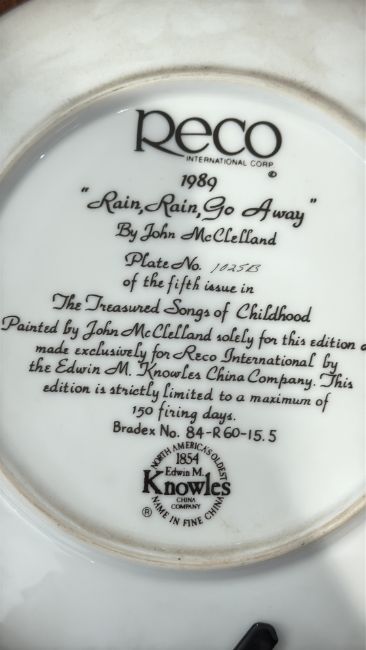 Reco
INTERNATIONAL CORP.
©
1989
"Rain, Rain, Go Away"
By John McClelland
Plate No. 1025B
of the fifth issue in
The Treasured Songs of Childhood
Painted by John McClelland solely for this edition
made exclusively for Reco International by
the Edwin M. Knowles China Company. This
edition is strictly limited to a maximum of
150 firing days.
Bradex No. 84-R60-15.5
NORTH AMERICA'S OLDEST
1854
Edwin M.
Knowles
CHINA
COMPANY
® NAME IN FINE CHINA